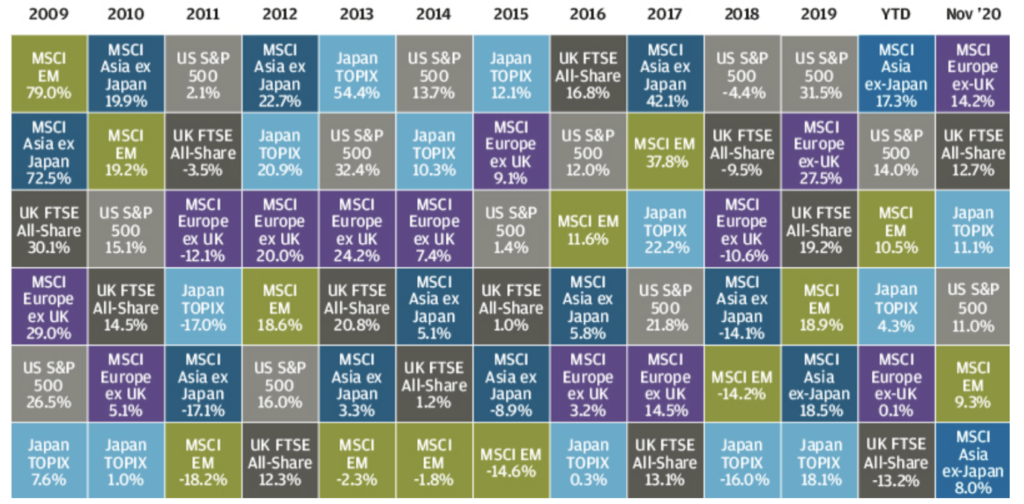 2009 2010 2011 2012 2013 2014 2015 2016 2017 2018 2019 YTD Nov ’20
MSCI
EM
79.0%
MSCI
Asia ex
Japan
19.9%
US S&P
500
2.1%
MSCI
Asia ex
Japan
22.7%
Japan
TOPIX
54.4%
US S&P
500
13.7%
Japan
TOPIX
12.1%
UK FTSE
All-Share
16.8%
MSCI
Asia ex
Japan
42.1%
US S&P
500
-4.4%
US S&P
500
31.5%
MSCI
Asia
ex-Japan
17.3%
MSCI
Europe
ex-UK
14.2%
MSCI
Asia ex
Japan
72.5%
MSCI
EM
19.2%
UK FTSE
All-Share
-3.5%
Japan
TOPIX
20.9%
US S&P
500
32.4%
Japan
TOPIX
10.3%
MSCI
Europe
ex UK
9.1%
US S&P
500
12.0%
MSCI EM
37.8%
UK FTSE
All-Share
-9.5%
MSCI
Europe
ex-UK
27.5%
US S&P
500
14.0%
UK FTSE
All-Share
12.7%
UK FTSE
All-Share
30.1%
US S&P
500
15.1%
MSCI
Europe
ex UK
-12.1%
MSCI
Europe
ex UK
20.0%
MSCI
Europe
ex UK
24.2%
MSCI
Europe
ex UK
7.4%
US S&P
500
1.4%
MSCI EM
11.6%
Japan
TOPIX
22.2%
MSCI
Europe
ex UK
-10.6%
UK FTSE
All-Share
19.2%
MSCI
EM
10.5%
Japan
TOPIX
11.1%
MSCI
Europe
ex UK
29.0%
UK FTSE
All-Share
14.5%
Japan
TOPIX
-17.0%
MSCI
EM
18.6%
UK FTSE
All-Share
20.8%
MSCI
Asia ex
Japan
5.1%
UK FTSE
All-Share
1.0%
MSCI
Asia ex
Japan
5.8%
US S&P
500
21.8%
MSCI
Asia ex
Japan
-14.1%
MSCI
EM
18.9%
Japan
TOPIX
4.3%
US S&P
500
11.0%
US S&P
500
26.5%
MSCI
Europe
ex UK
5.1%
MSCI
Asia ex
Japan
-17.1%
US S&P
500
16.0%
MSCI
Asia ex
Japan
3.3%
UK FTSE
All-Share
1.2%
MSCI
Asia ex
Japan
-8.9%
MSCI
Europe
ex UK
3.2%
MSCI
Europe
ex UK
14.5%
MSCI EM
-14.2%
MSCI
Asia
ex-Japan
18.5%
MSCI
Europe
ex-UK
0.1%
MSCI
EM
9.3%
Japan
TOPIX
7.6%
Japan
TOPIX
1.0%
MSCI
EM
-18.2%
UK FTSE
All-Share
12.3%
MSCI
EM
-2.3%
MSCI
EM
-1.8%
MSCI EM
-14.6%
Japan
TOPIX
0.3%
UK FTSE
All-Share
13.1%
Japan
TOPIX
-16.0%
Japan
TOPIX
18.1%
UK FTSE
All-Share
-13.2%
MSCI
Asia
ex-Japan
8.0%